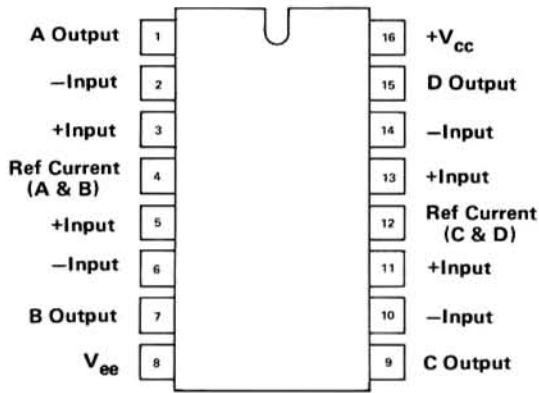 A Output 1
−Input 2
+Input 3
Ref Current
(A & B) 4
+Input 5
−Input 6
B Output 7
Vee 8
16 +Vcc
15 D Output
14 −Input
13 +Input
12 Ref Current
(C & D)
11 +Input
10 −Input
9 C Output